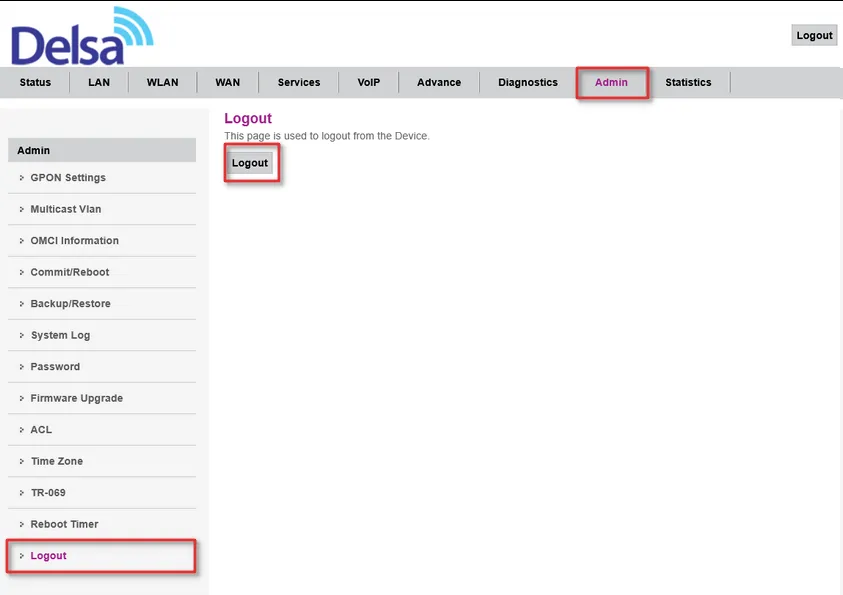 Delsa
Logout
Status LAN WLAN WAN Services VoIP Advance Diagnostics Admin Statistics
Admin
GPON Settings
Multicast Vlan
OMCI Information
Commit/Reboot
Backup/Restore
System Log
Password
Firmware Upgrade
ACL
Time Zone
TR-069
Reboot Timer
Logout
Logout
This page is used to logout from the Device.
Logout